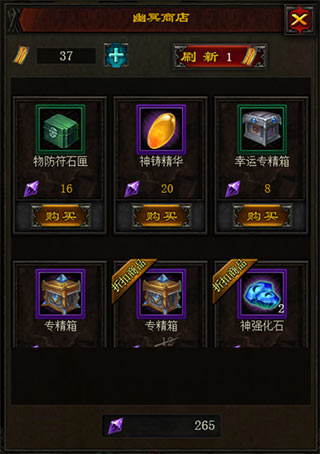 幽冥商店
37
刷新 1
物防符石匣
神铸精华
幸运专精箱
16
20
8
购买
购买
购买
折扣商品
折扣商品
2
专精箱
专精箱
神强化石
265